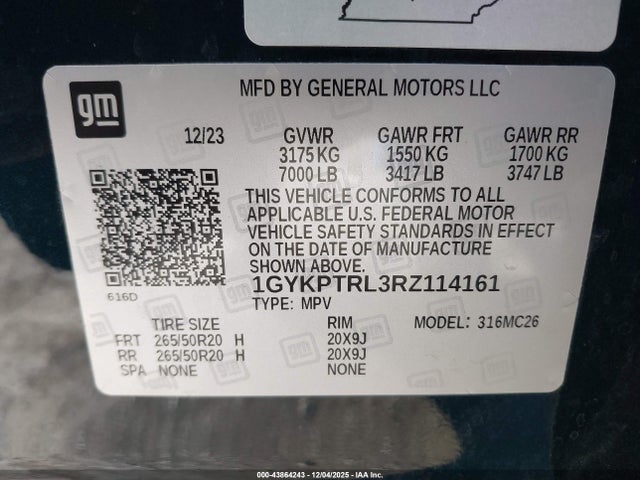 gm
MFD BY GENERAL MOTORS LLC
12/23 GVWR GAWR FRT GAWR RR
3175 KG 1550 KG 1700 KG
7000 LB 3417 LB 3747 LB
THIS VEHICLE CONFORMS TO ALL
APPLICABLE U.S. FEDERAL MOTOR
VEHICLE SAFETY STANDARDS IN EFFECT
ON THE DATE OF MANUFACTURE
SHOWN ABOVE.
616D
1GYKPTRL3RZ114161
TYPE: MPV
TIRE SIZE RIM MODEL: 316MC26
FRT 265/50R20 H 20X9J
RR 265/50R20 H 20X9J
SPA NONE NONE
000-43864243 - 12/04/2025 - IAA Inc.